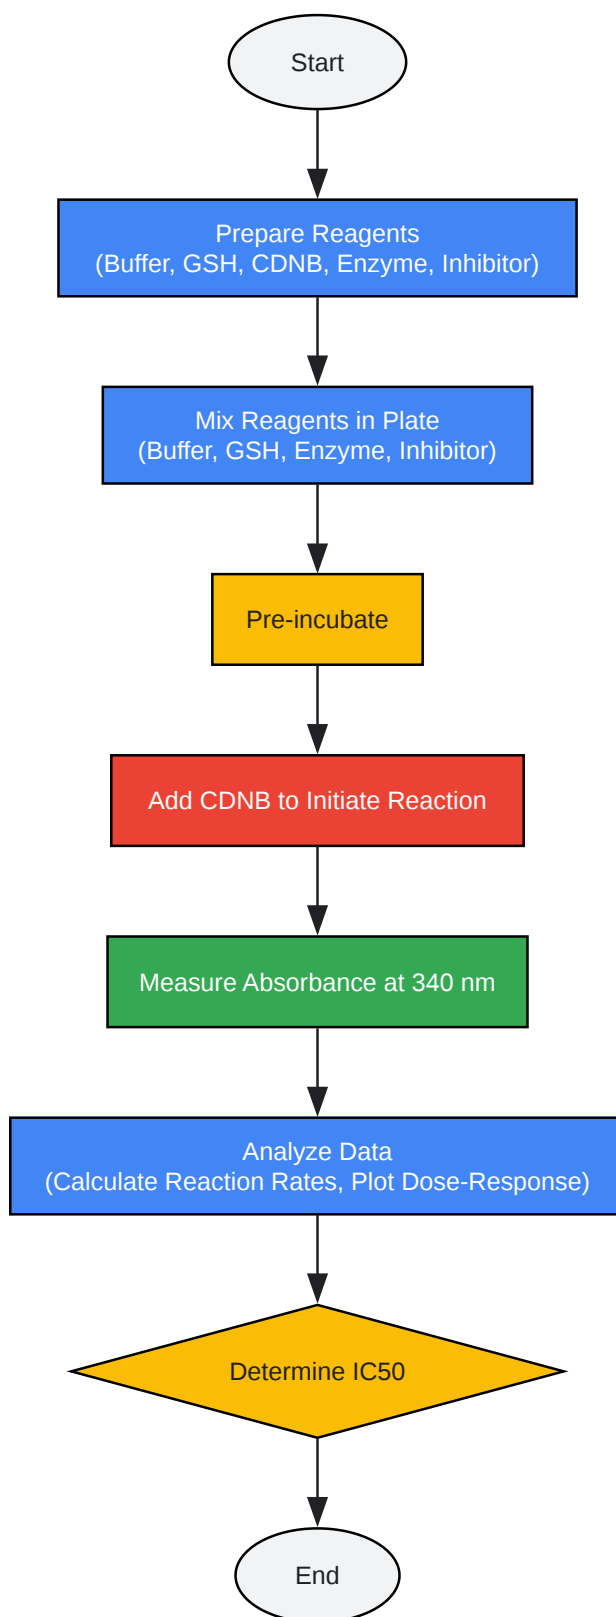 Start
Prepare Reagents
(Buffer, GSH, CDNB, Enzyme, Inhibitor)
Mix Reagents in Plate
(Buffer, GSH, Enzyme, Inhibitor)
Pre-incubate
Add CDNB to Initiate Reaction
Measure Absorbance at 340 nm
Analyze Data
(Calculate Reaction Rates, Plot Dose-Response)
Determine IC50
End